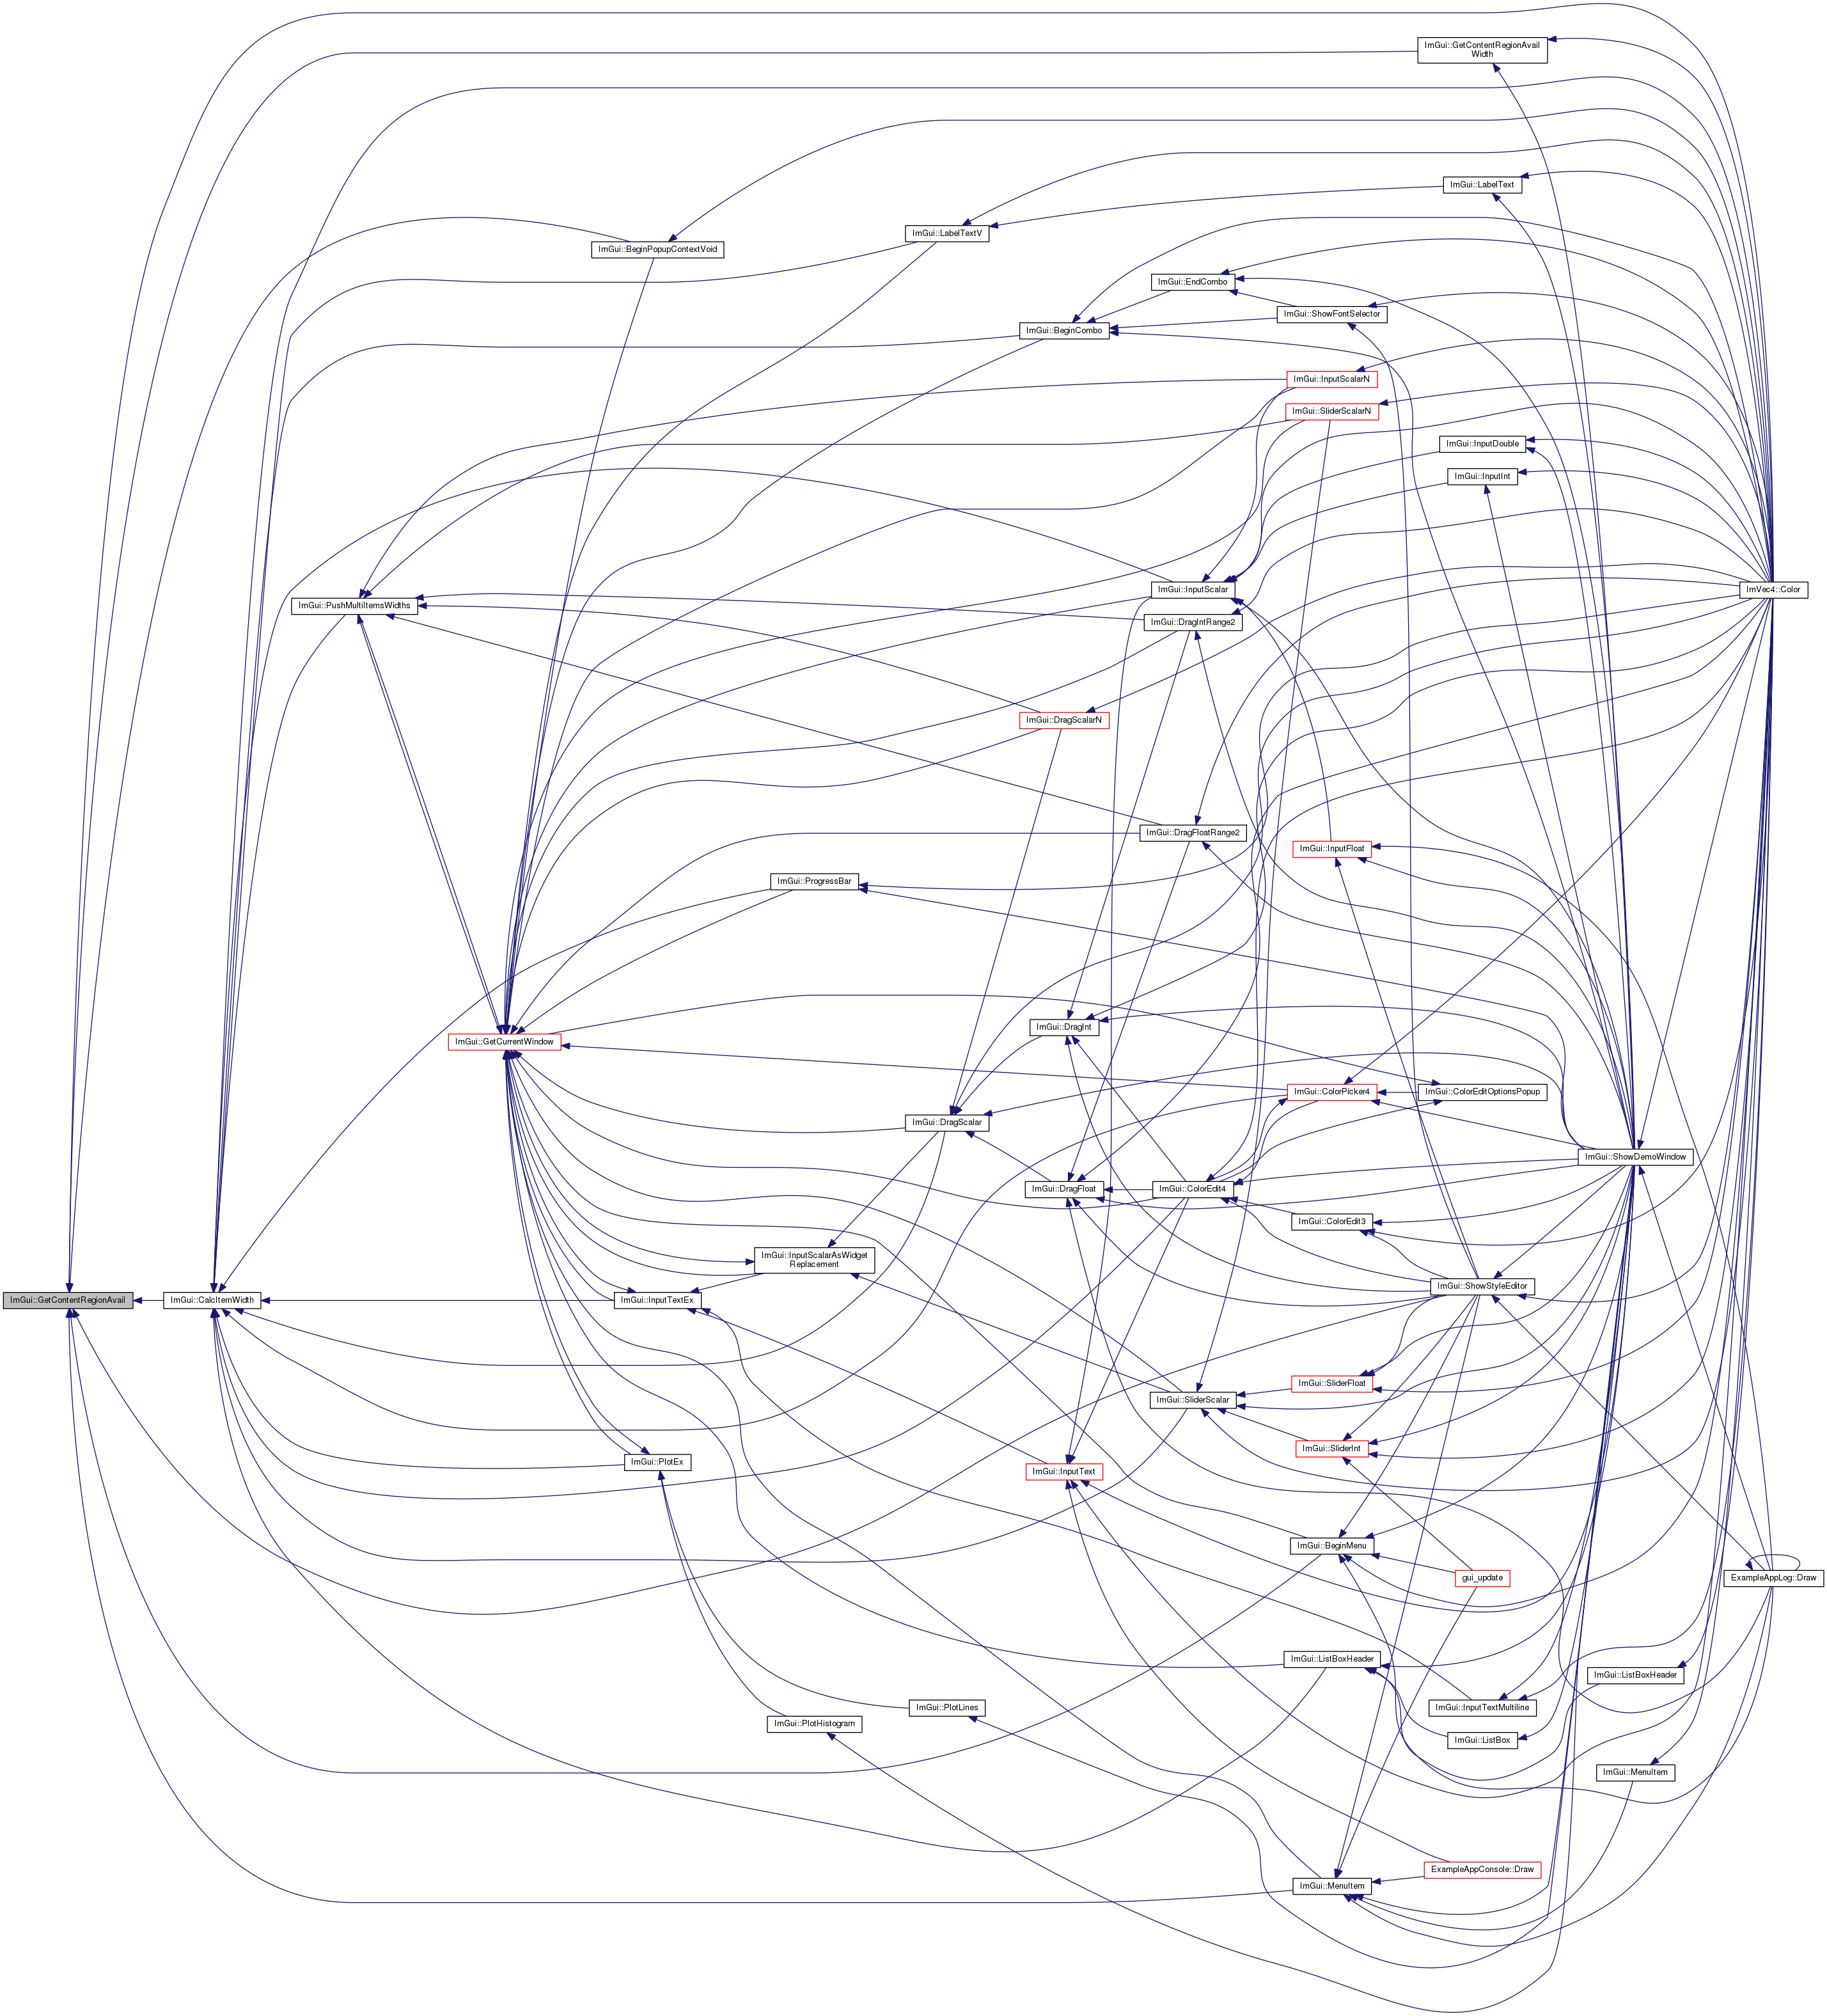 ImGui::GetContentRegionAvail
Width
ImGui::LabelText
ImGui::BeginPopupContextVoid
ImGui::LabelTextV
ImGui::EndCombo
ImGui::ShowFontSelector
ImGui::BeginCombo
ImGui::InputScalarN
ImGui::SliderScalarN
ImGui::InputDouble
ImGui::InputInt
ImGui::InputScalar
ImVec4::Color
ImGui::PushMultiItemsWidths
ImGui::DragIntRange2
ImGui::DragScalarN
ImGui::DragFloatRange2
ImGui::InputFloat
ImGui::ProgressBar
ImGui::DragInt
ImGui::GetCurrentWindow
ImGui::ColorPicker4
ImGui::ColorEditOptionsPopup
ImGui::DragScalar
ImGui::ShowDemoWindow
ImGui::DragFloat
ImGui::ColorEdit4
ImGui::ColorEdit3
ImGui::InputScalarAsWidget
Replacement
ImGui::ShowStyleEditor
ImGui::GetContentRegionAvail
ImGui::CalcItemWidth
ImGui::InputTextEx
ImGui::SliderFloat
ImGui::SliderScalar
ImGui::SliderInt
ImGui::PlotEx
ImGui::InputText
ImGui::BeginMenu
gui_update
ExampleAppLog::Draw
ImGui::ListBoxHeader
ImGui::ListBoxHeader
ImGui::PlotLines
ImGui::InputTextMultiline
ImGui::PlotHistogram
ImGui::ListBox
ImGui::MenuItem
ExampleAppConsole::Draw
ImGui::MenuItem